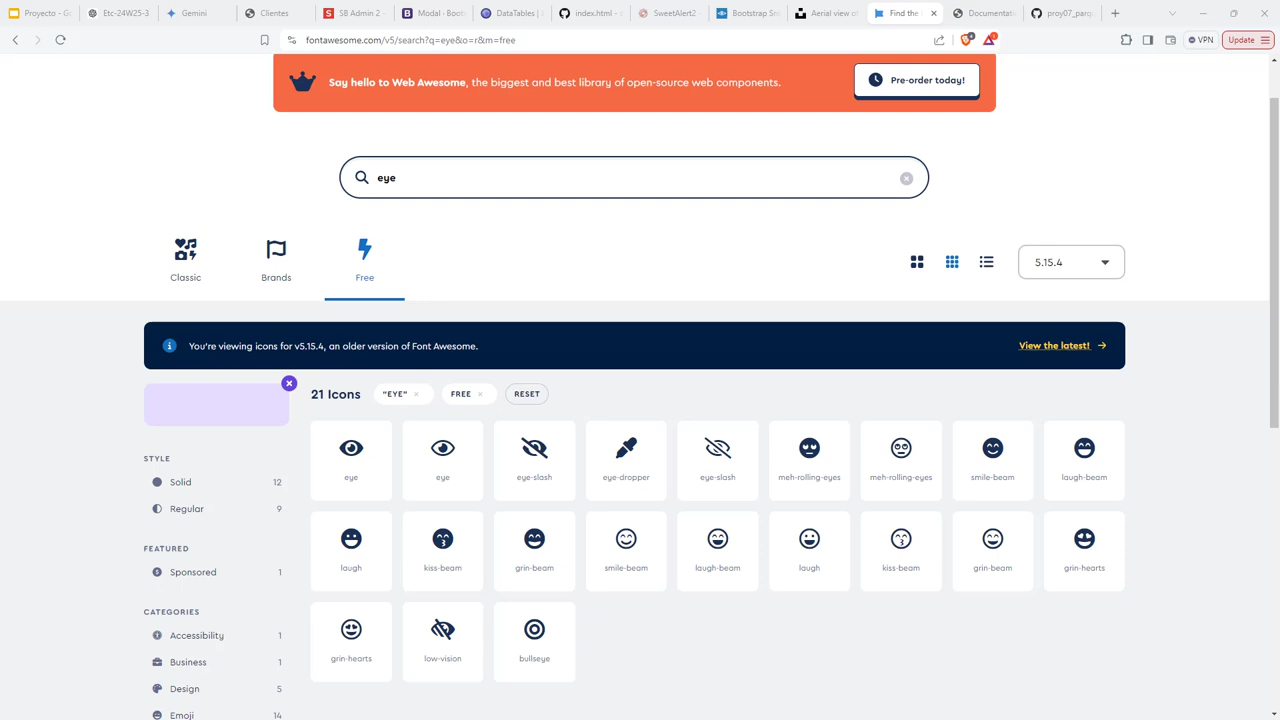 Proyecto - G
Etc-24W25-3
Gemini
Clientes
SB Admin 2 -
Modal · Boots
DataTables | J
index.html - s
SweetAlert2
Bootstrap Sni
Aerial view of
Find the
Documentati
proy07_parq
fontawesome.com/v5/search?q=eye&o=r&m=free
VPN
Update
Say hello to Web Awesome, the biggest and best library of open-source web components.
Pre-order today!
eye
Classic
Brands
Free
5.15.4
You're viewing icons for v5.15.4, an older version of Font Awesome.
View the latest!
21 Icons
"EYE"
FREE
RESET
STYLE
Solid 12
Regular 9
FEATURED
Sponsored 1
CATEGORIES
Accessibility 1
Business 1
Design 5
Emoji 14
eye
eye
eye-slash
eye-dropper
eye-slash
meh-rolling-eyes
meh-rolling-eyes
smile-beam
laugh-beam
laugh
kiss-beam
grin-beam
smile-beam
laugh-beam
laugh
kiss-beam
grin-beam
grin-hearts
grin-hearts
low-vision
bullseye